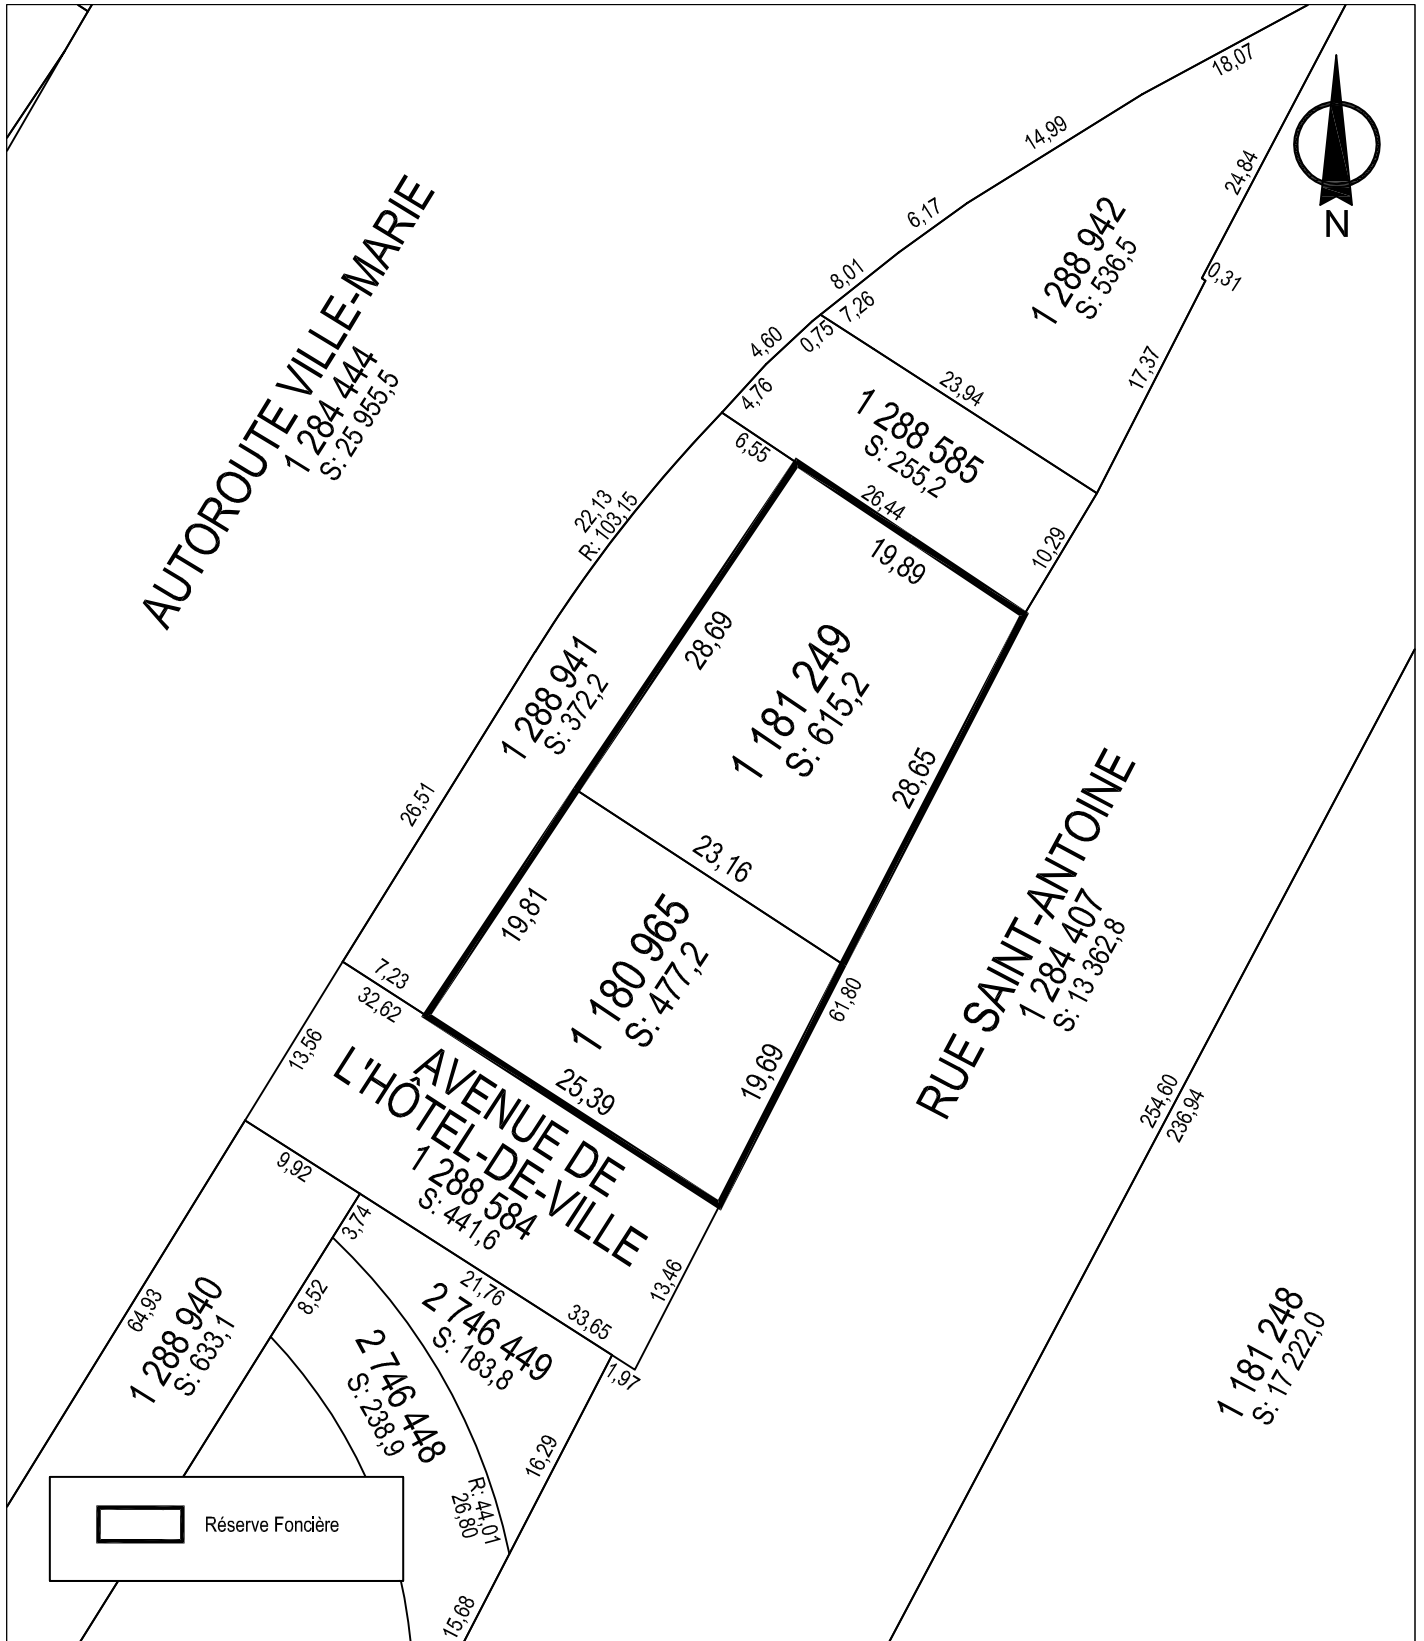 18,07
14,99
24,84
6,17
N
1 288 942
S: 536,5
8,01
7,26
0,31
4,60
0,75
17,37
4,76
23,94
AUTOROUTE VILLE-MARIE
1 284 444
S: 25 955,5
6,55
1 288 585
S: 255,2
26,44
22,13
R: 103,15
19,89
10,29
28,69
1 288 941
S: 372,2
1 181 249
S: 615,2
28,65
26,51
23,16
RUE SAINT-ANTOINE
1 284 407
S: 13 362,8
19,81
1 180 965
S: 477,2
7,23
32,62
61,80
13,56
25,39
19,69
AVENUE DE
L'HÔTEL-DE-VILLE
1 288 584
S: 441,6
254,60
236,94
9,92
3,74
13,46
8,52
21,76
33,65
64,93
1 288 940
S: 633,1
2 746 449
S: 183,8
1,97
2 746 448
S: 238,9
1 181 248
S: 17 222,0
16,29
R: 44,01
26,80
Réserve Foncière
15,68